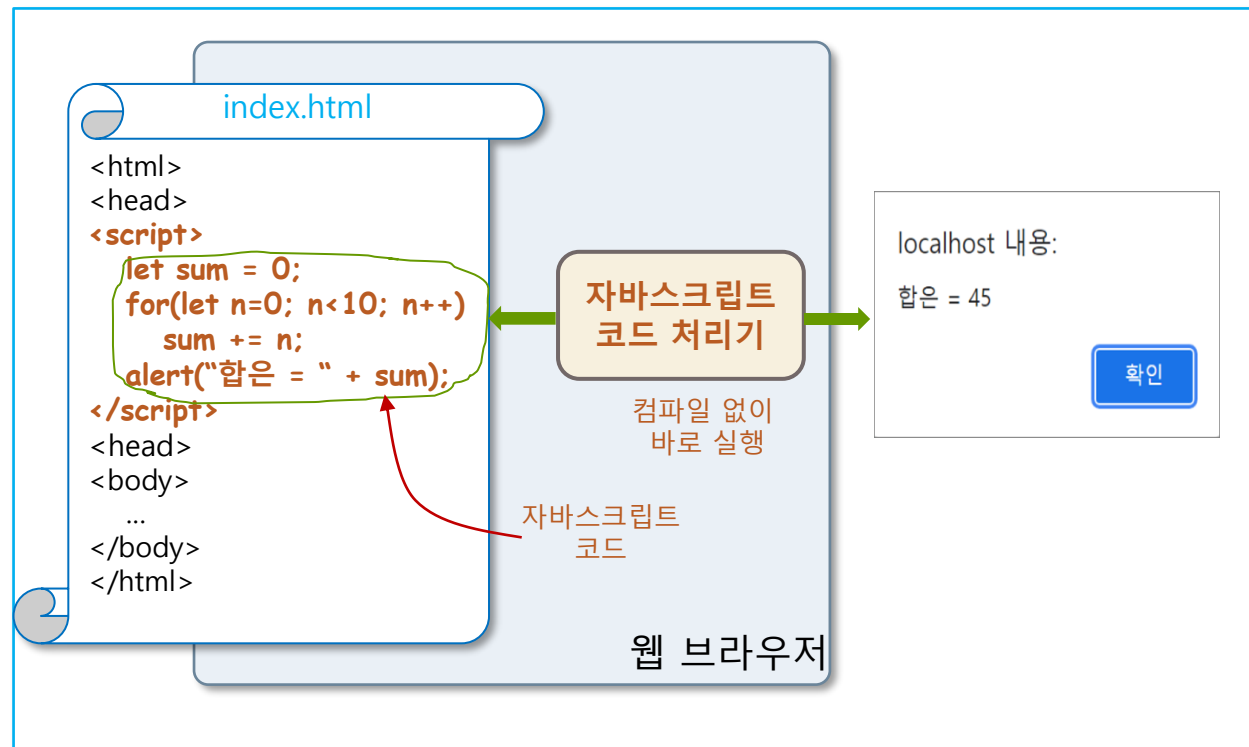 index.html
<html>
<head>
<script>
let sum = 0;
for(let n=0; n<10; n++)
sum += n;
alert(“합은 = “ + sum);
</script>
<head>
<body>
...
</body>
</html>
자바스크립트
코드 처리기
컴파일 없이
바로 실행
자바스크립트
코드
웹 브라우저
localhost 내용:
합은 = 45
확인